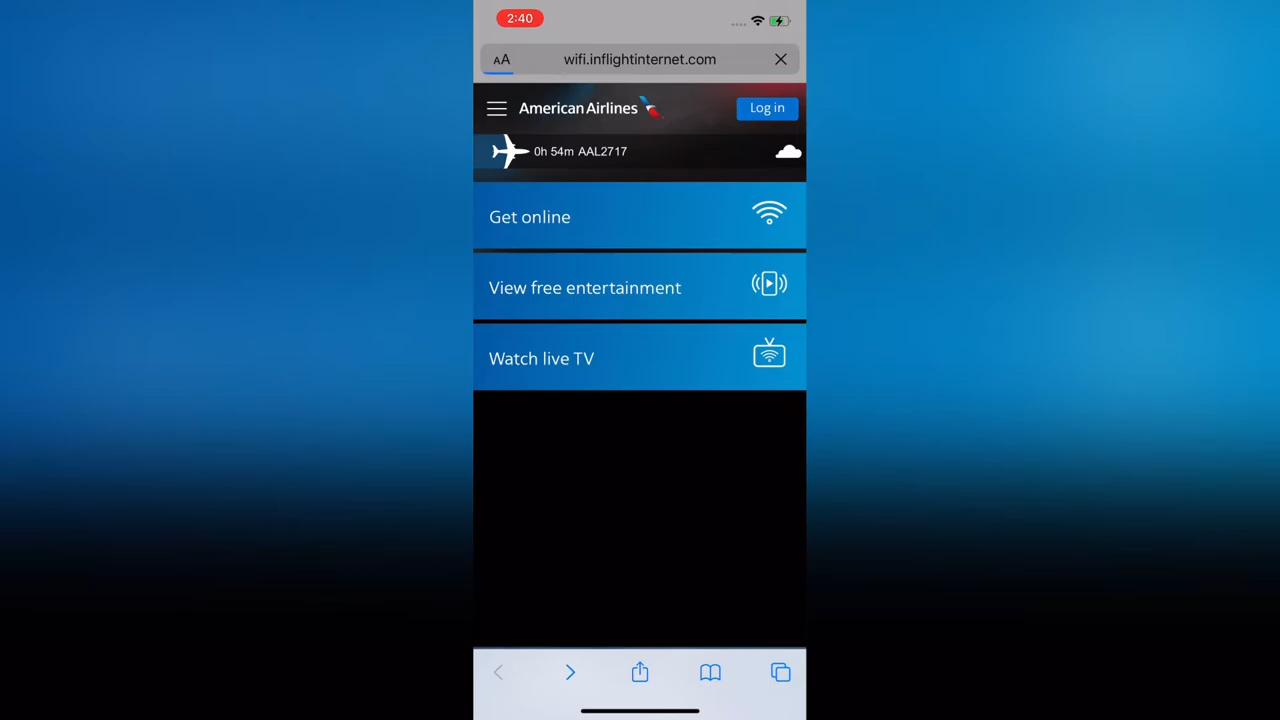 2:40
AA wifi.inflightinternet.com
American Airlines Log in
0h 54m AAL2717
Get online
View free entertainment
Watch live TV